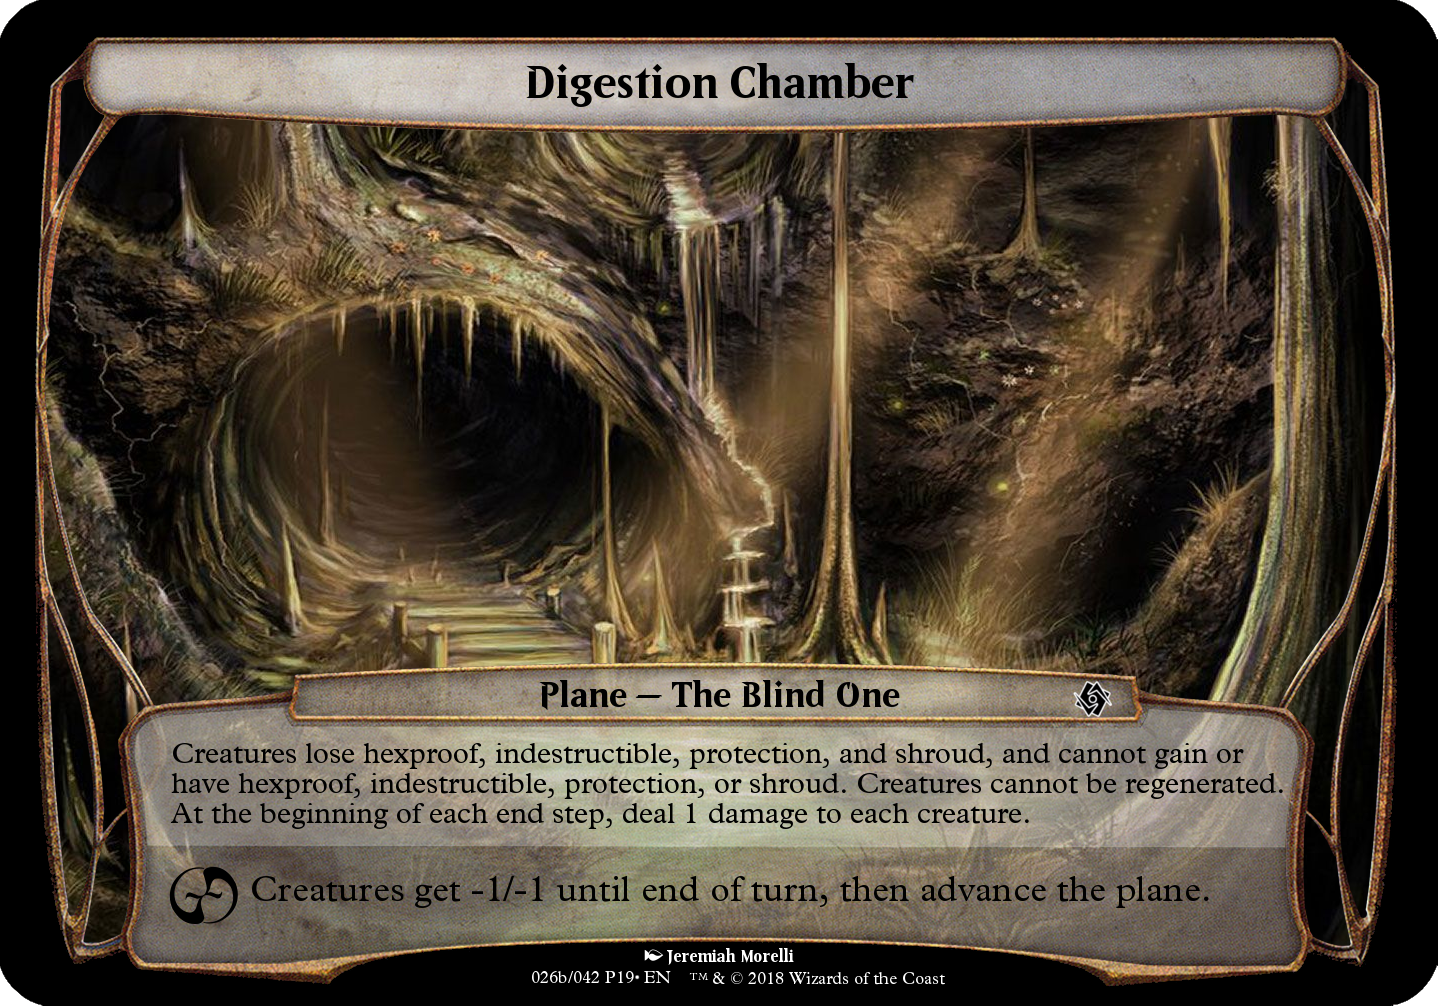 Digestion Chamber
Plane — The Blind One
Creatures lose hexproof, indestructible, protection, and shroud, and cannot gain or
have hexproof, indestructible, protection, or shroud. Creatures cannot be regenerated.
At the beginning of each end step, deal 1 damage to each creature.
Creatures get -1/-1 until end of turn, then advance the plane.
Jeremiah Morelli
026b/042 P19• EN ™ & © 2018 Wizards of the Coast